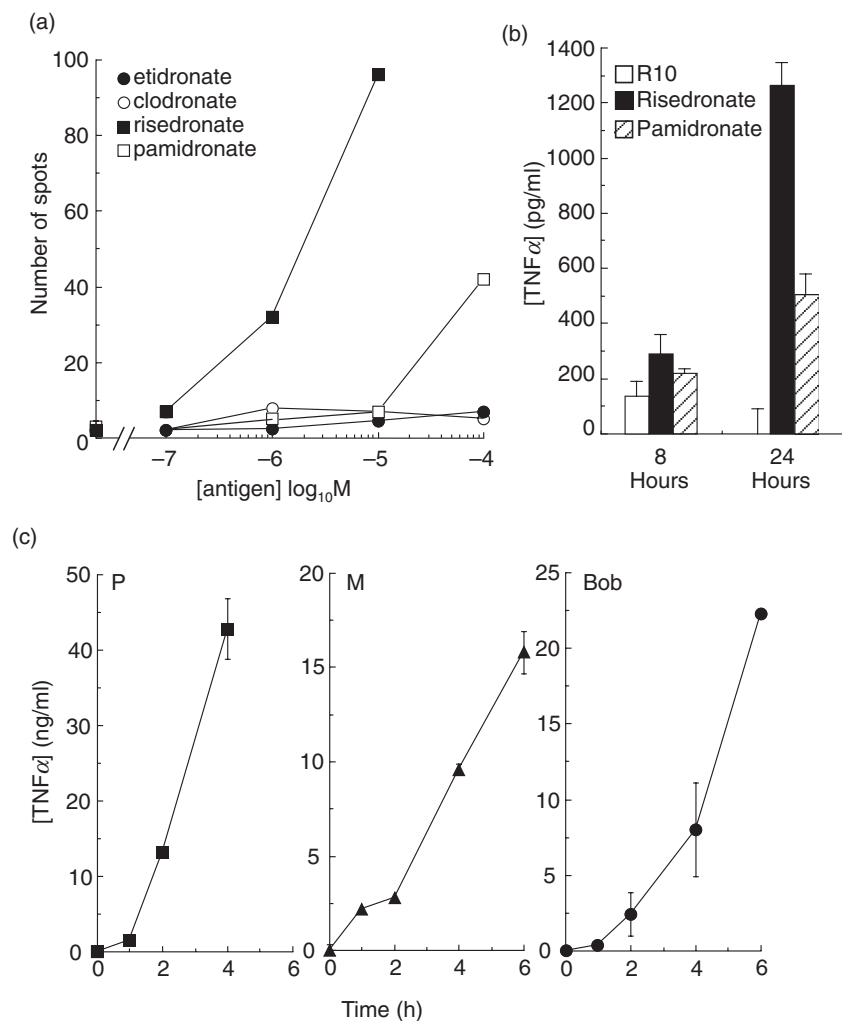 (a)
100
80
60
40
20
0
Number of spots
etidronate
clodronate
risedronate
pamidronate
–7
–6
–5
–4
[antigen] log₁₀M
(b)
1400
1200
1000
800
600
400
200
0
[TNFα] (pg/ml)
R10
Risedronate
Pamidronate
8
Hours
24
Hours
(c)
[TNFα] (ng/ml)
P
50
40
30
20
10
0
0
2
4
6
M
20
15
10
5
0
0
2
4
6
Bob
25
20
15
10
5
0
0
2
4
6
Time (h)